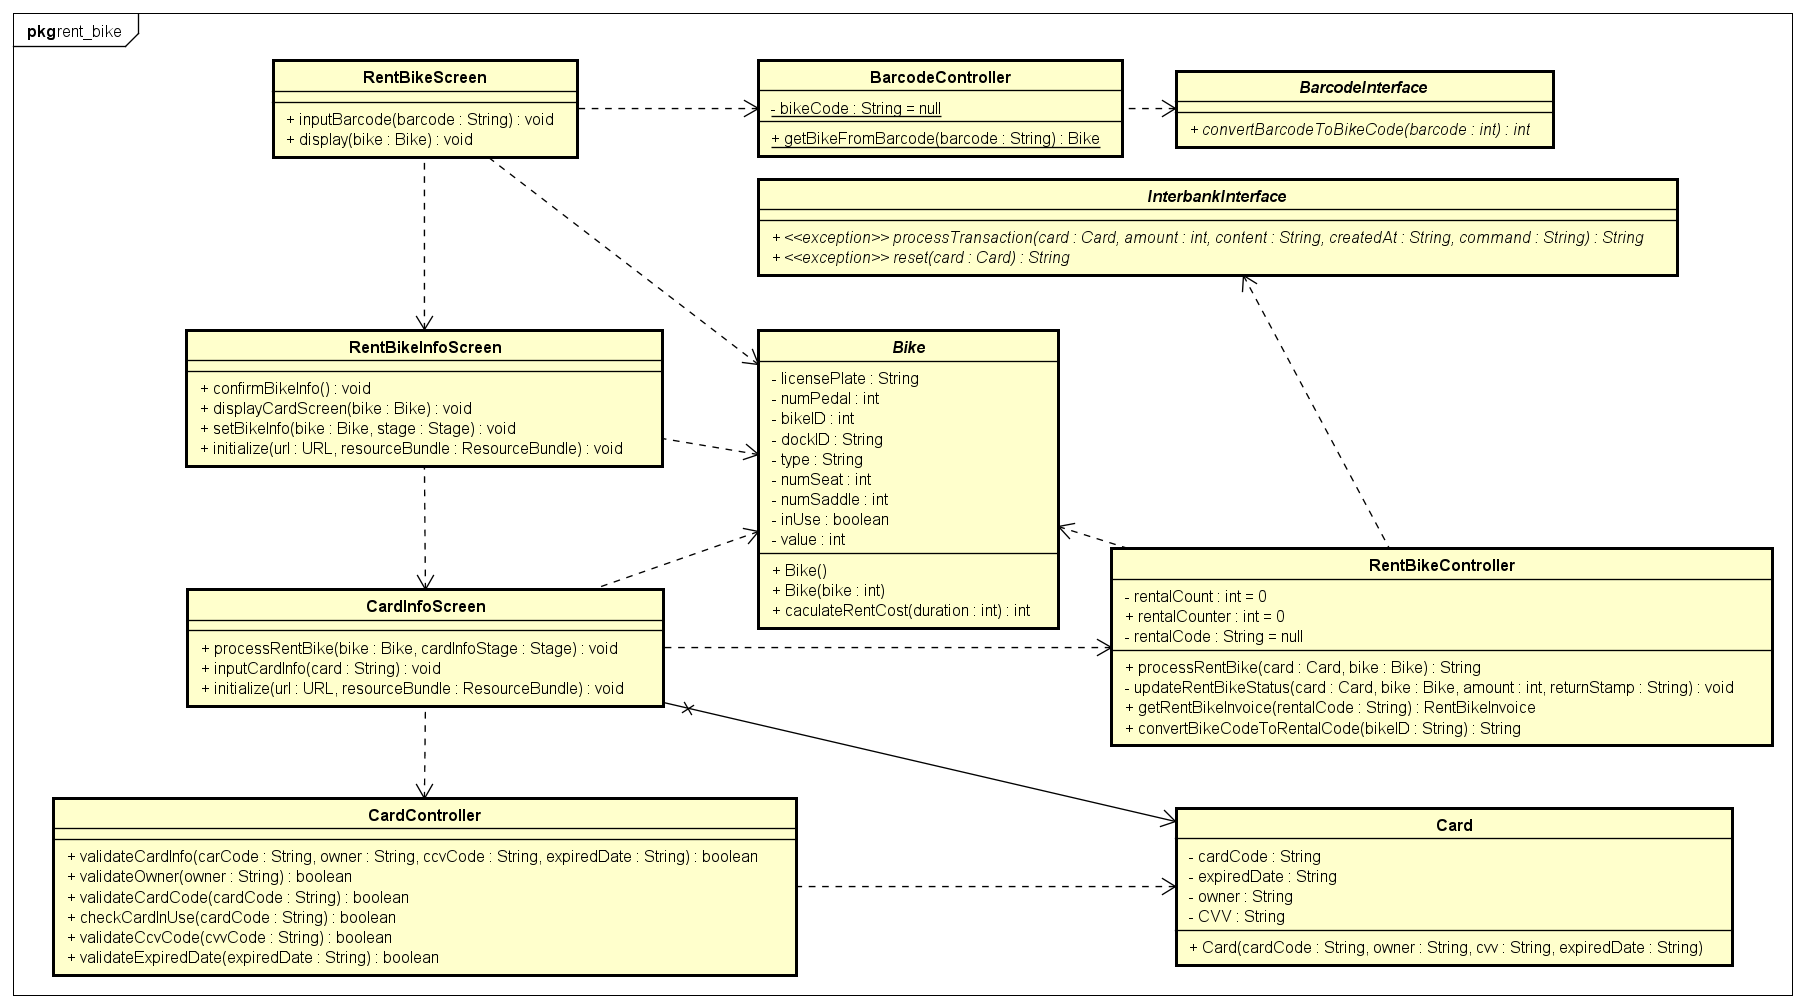 pkg rent_bike
RentBikeScreen
+ inputBarcode(barcode : String) : void
+ display(bike : Bike) : void
BarcodeController
- bikeCode : String = null
+ getBikeFromBarcode(barcode : String) : Bike
BarcodeInterface
+ convertBarcodeToBikeCode(barcode : int) : int
InterbankInterface
+ <<exception>> processTransaction(card : Card, amount : int, content : String, createdAt : String, command : String) : String
+ <<exception>> reset(card : Card) : String
RentBikeInfoScreen
+ confirmBikeInfo() : void
+ displayCardScreen(bike : Bike) : void
+ setBikeInfo(bike : Bike, stage : Stage) : void
+ initialize(url : URL, resourceBundle : ResourceBundle) : void
Bike
- licensePlate : String
- numPedal : int
- bikeID : int
- dockID : String
- type : String
- numSeat : int
- numSaddle : int
- inUse : boolean
- value : int
+ Bike()
+ Bike(bike : int)
+ caculateRentCost(duration : int) : int
RentBikeController
- rentalCount : int = 0
+ rentalCounter : int = 0
- rentalCode : String = null
+ processRentBike(card : Card, bike : Bike) : String
- updateRentBikeStatus(card : Card, bike : Bike, amount : int, returnStamp : String) : void
+ getRentBikeInvoice(rentalCode : String) : RentBikeInvoice
+ convertBikeCodeToRentalCode(bikeID : String) : String
CardInfoScreen
+ processRentBike(bike : Bike, cardInfoStage : Stage) : void
+ inputCardInfo(card : String) : void
+ initialize(url : URL, resourceBundle : ResourceBundle) : void
CardController
+ validateCardInfo(carCode : String, owner : String, ccvCode : String, expiredDate : String) : boolean
+ validateOwner(owner : String) : boolean
+ validateCardCode(cardCode : String) : boolean
+ checkCardInUse(cardCode : String) : boolean
+ validateCcvCode(cvvCode : String) : boolean
+ validateExpiredDate(expiredDate : String) : boolean
Card
- cardCode : String
- expiredDate : String
- owner : String
- CVV : String
+ Card(cardCode : String, owner : String, cvv : String, expiredDate : String)